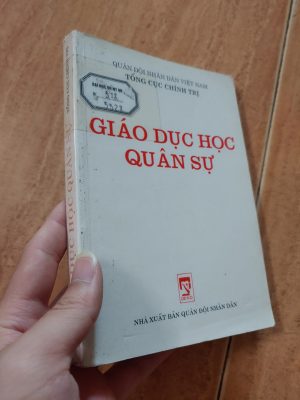 QUÂN ĐỘI NHÂN DÂN VIỆT NAM
TỔNG CỤC CHÍNH TRỊ
GIÁO DỤC HỌC
QUÂN SỰ
NHÀ XUẤT BẢN QUÂN ĐỘI NHÂN DÂN